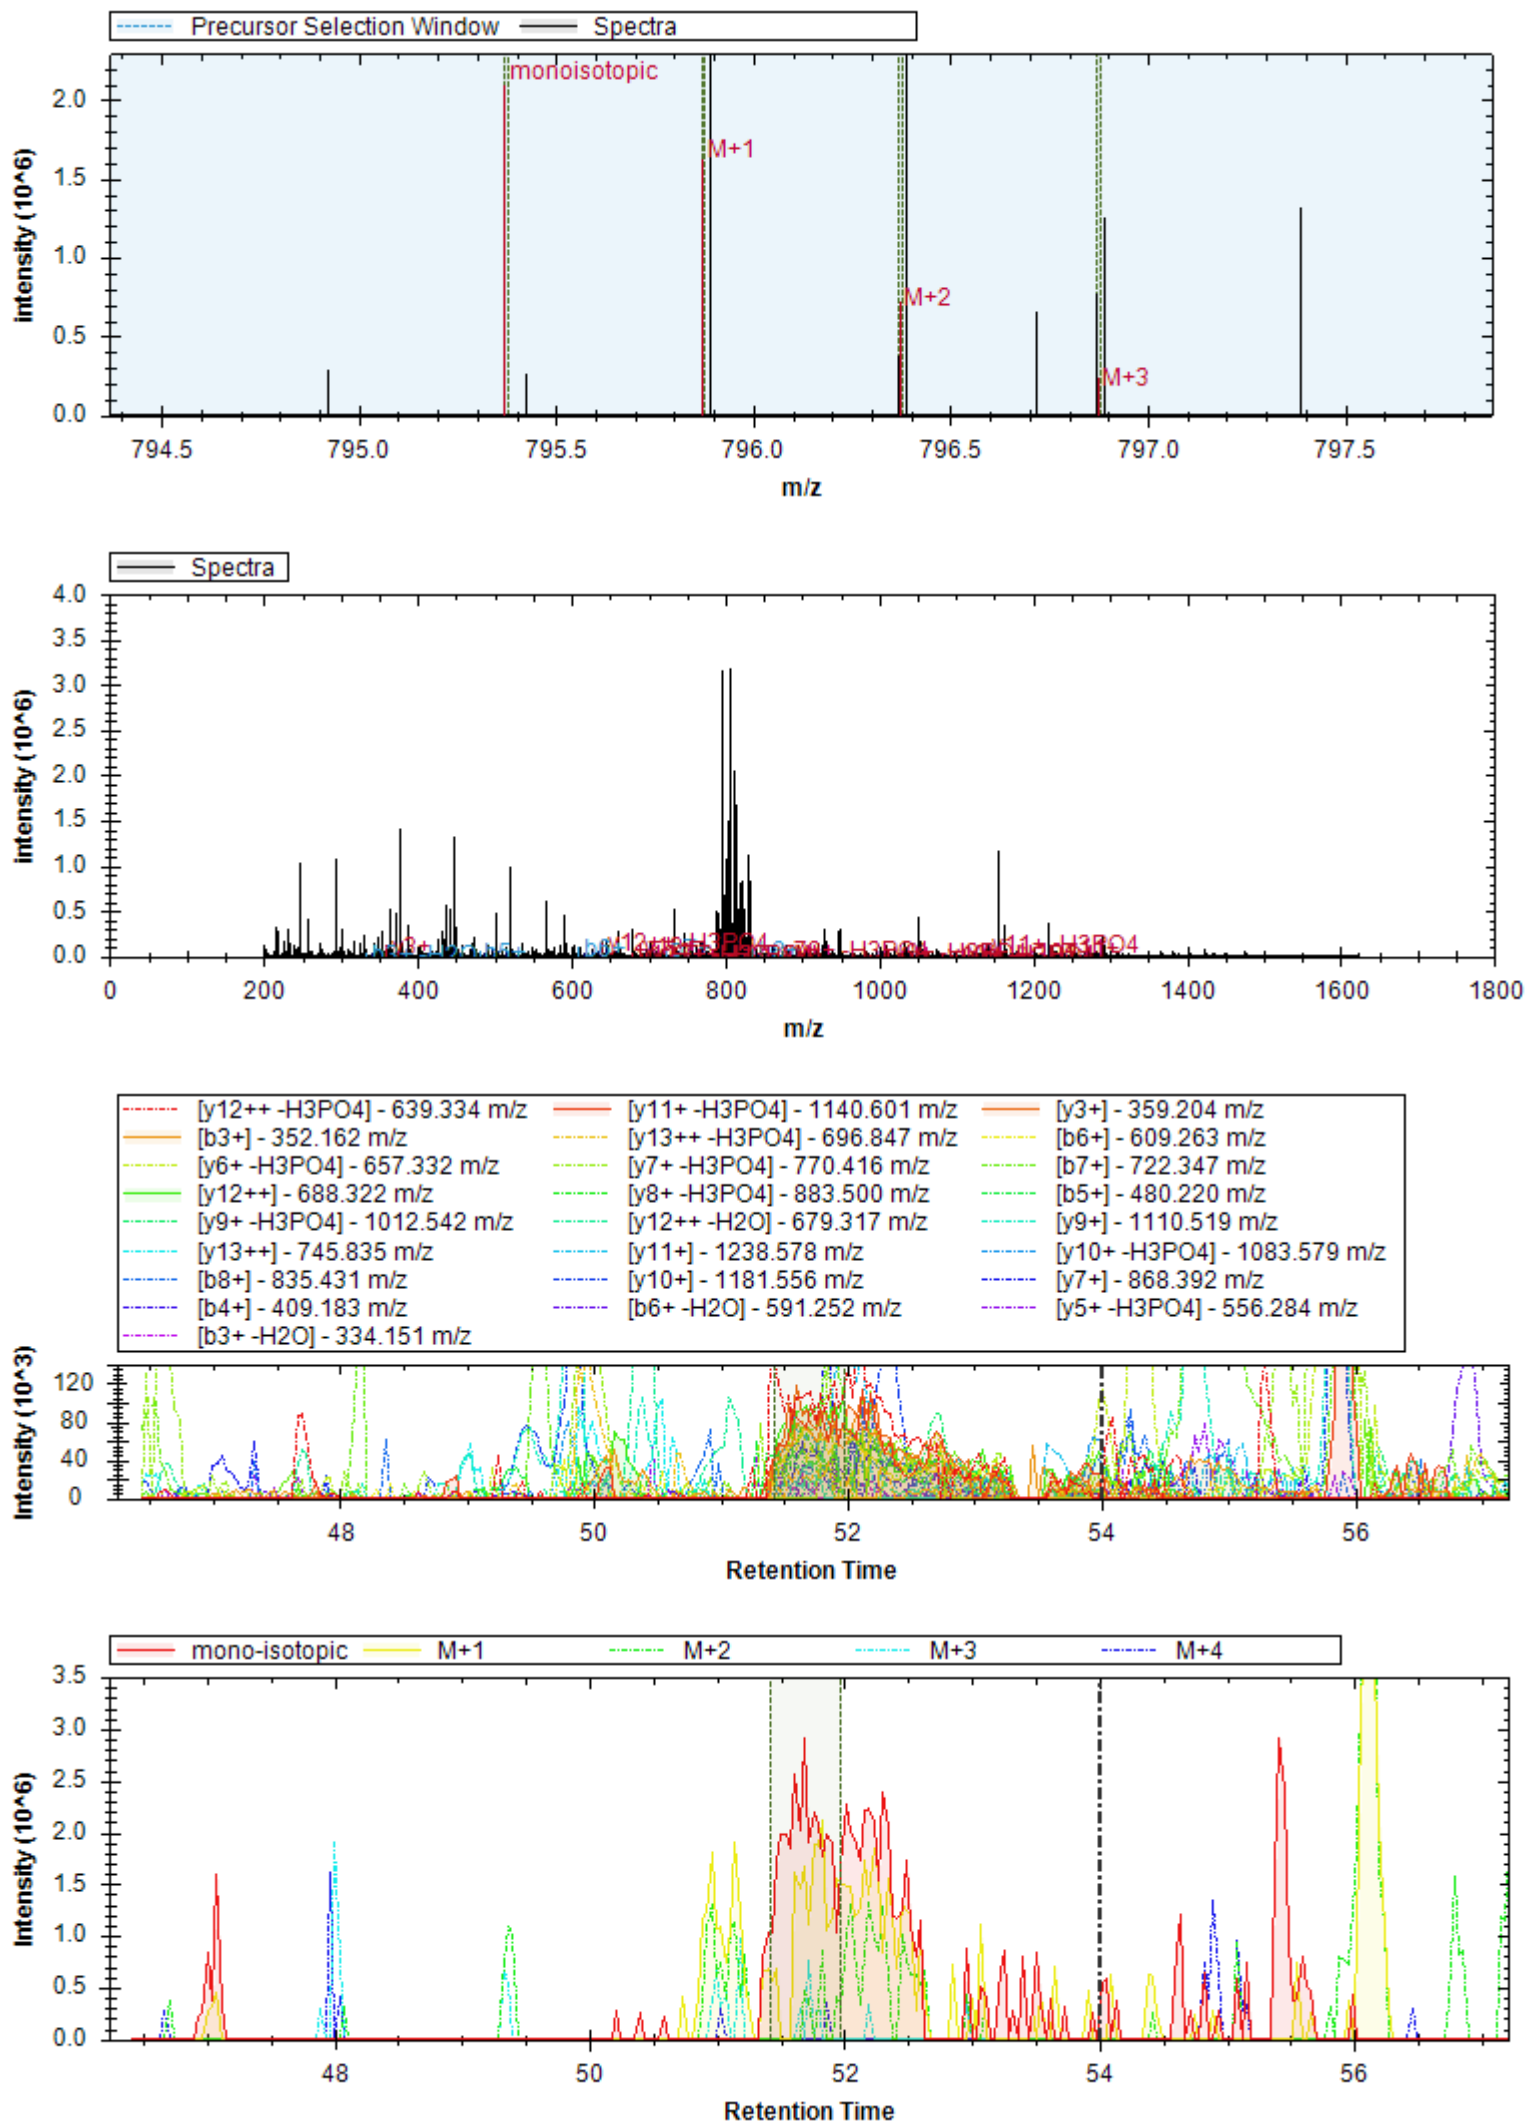 Precursor Selection Window Spectra
monoisotopic
M+1
M+2
M+3
intensity (10^6)
2.0
1.5
1.0
0.5
0.0
794.5 795.0 795.5 796.0 796.5 797.0 797.5
m/z
Spectra
intensity (10^6)
4.0
3.5
3.0
2.5
2.0
1.5
1.0
0.5
0.0
0 200 400 600 800 1000 1200 1400 1600 1800
m/z
[y12++ -H3PO4] - 639.334 m/z [y11+ -H3PO4] - 1140.601 m/z [y3+] - 359.204 m/z
[b3+] - 352.162 m/z [y13++ -H3PO4] - 696.847 m/z [b6+] - 609.263 m/z
[y6+ -H3PO4] - 657.332 m/z [y7+ -H3PO4] - 770.416 m/z [b7+] - 722.347 m/z
[y12++] - 688.322 m/z [y8+ -H3PO4] - 883.500 m/z [b5+] - 480.220 m/z
[y9+ -H3PO4] - 1012.542 m/z [y12++ -H2O] - 679.317 m/z [y9+] - 1110.519 m/z
[y13++] - 745.835 m/z [y11+] - 1238.578 m/z [y10+ -H3PO4] - 1083.579 m/z
[b8+] - 835.431 m/z [y10+] - 1181.556 m/z [y7+] - 868.392 m/z
[b4+] - 409.183 m/z [b6+ -H2O] - 591.252 m/z [y5+ -H3PO4] - 556.284 m/z
[b3+ -H2O] - 334.151 m/z
Intensity (10^3)
120
80
40
0
48 50 52 54 56
Retention Time
mono-isotopic M+1 M+2 M+3 M+4
Intensity (10^6)
3.5
3.0
2.5
2.0
1.5
1.0
0.5
0.0
48 50 52 54 56
Retention Time